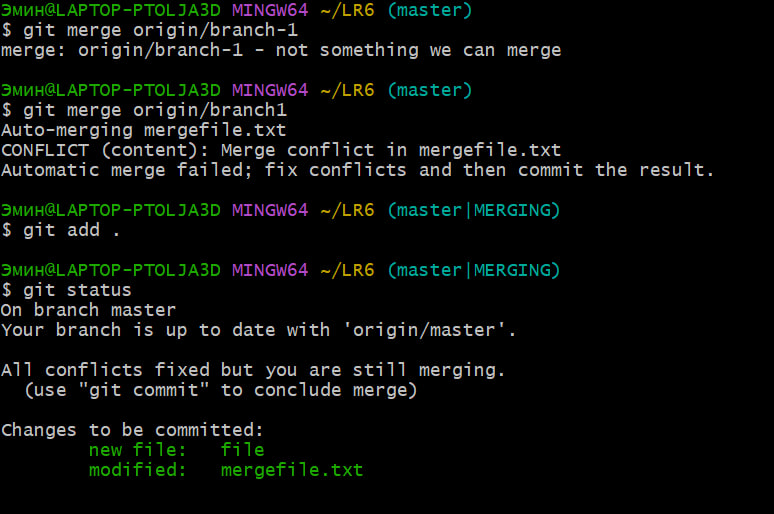 Эмин@LAPTOP-PTOLJA3D MINGW64 ~/LR6 (master)
$ git merge origin/branch-1
merge: origin/branch-1 - not something we can merge
Эмин@LAPTOP-PTOLJA3D MINGW64 ~/LR6 (master)
$ git merge origin/branch1
Auto-merging mergefile.txt
CONFLICT (content): Merge conflict in mergefile.txt
Automatic merge failed; fix conflicts and then commit the result.
Эмин@LAPTOP-PTOLJA3D MINGW64 ~/LR6 (master|MERGING)
$ git add .
Эмин@LAPTOP-PTOLJA3D MINGW64 ~/LR6 (master|MERGING)
$ git status
On branch master
Your branch is up to date with 'origin/master'.
All conflicts fixed but you are still merging.
(use "git commit" to conclude merge)
Changes to be committed:
new file:   file
modified:   mergefile.txt